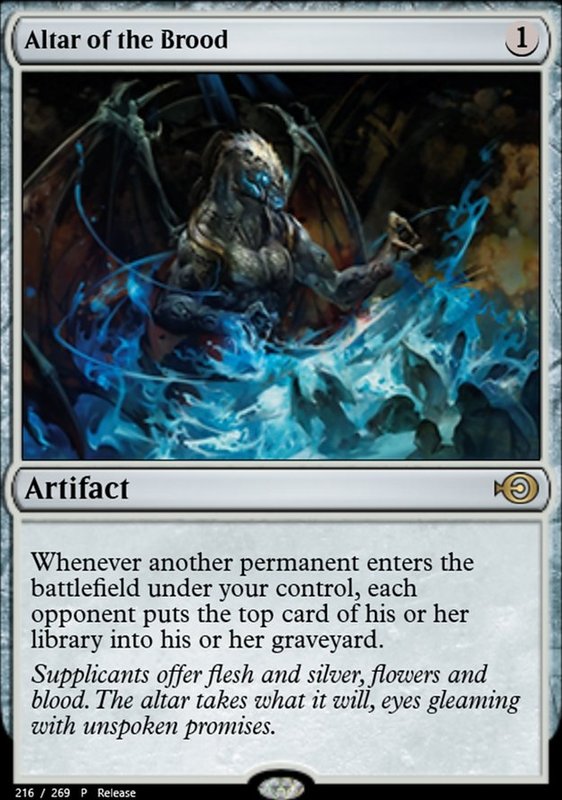 Altar of the Brood
1
Artifact
Whenever another permanent enters the
battlefield under your control, each
opponent puts the top card of his or her
library into his or her graveyard.
Supplicants offer flesh and silver, flowers and
blood. The altar takes what it will, eyes gleaming
with unspoken promises.
216 / 269 P Release